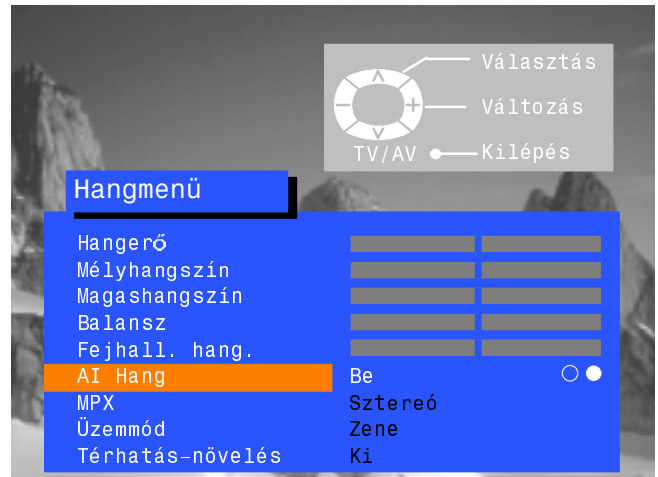 Választás
Változás
TV/AV Kilépés
Hangmenü
Hangerő
Mélyhangszín
Magashangszín
Balansz
Fejhall. hang.
AI Hang Be
MPX Sztereó
Üzemmód Zene
Térhatás-növelés Ki